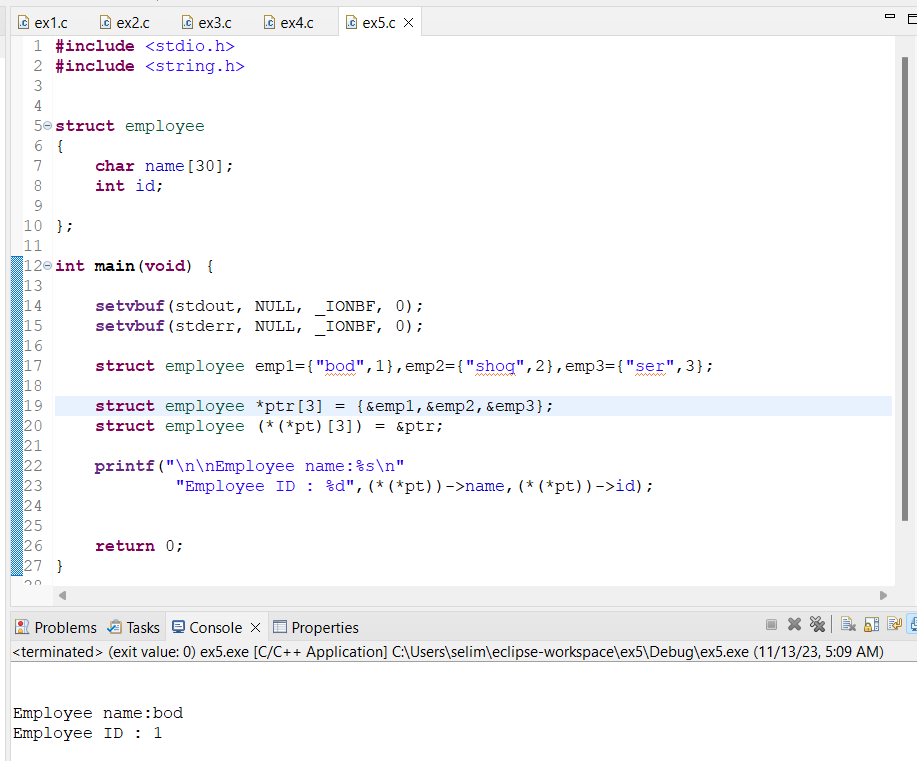 ex1.c ex2.c ex3.c ex4.c ex5.c
1 #include <stdio.h>
2 #include <string.h>
3
4
5 struct employee
6 {
7 char name[30];
8 int id;
9
10 };
11
12 int main(void) {
13
14 setvbuf(stdout, NULL, _IONBF, 0);
15 setvbuf(stderr, NULL, _IONBF, 0);
16
17 struct employee emp1={"bod",1},emp2={"shoq",2},emp3={"ser",3};
18
19 struct employee *ptr[3] = {&emp1,&emp2,&emp3};
20 struct employee (*(*pt)[3]) = &ptr;
21
22 printf("\n\nEmployee name:%s\n"
23 "Employee ID : %d",(*(*pt))->name,(*(*pt))->id);
24
25
26 return 0;
27 }
28
Problems Tasks Console Properties
<terminated> (exit value: 0) ex5.exe [C/C++ Application] C:\Users\selim\eclipse-workspace\ex5\Debug\ex5.exe (11/13/23, 5:09 AM)
Employee name:bod
Employee ID : 1